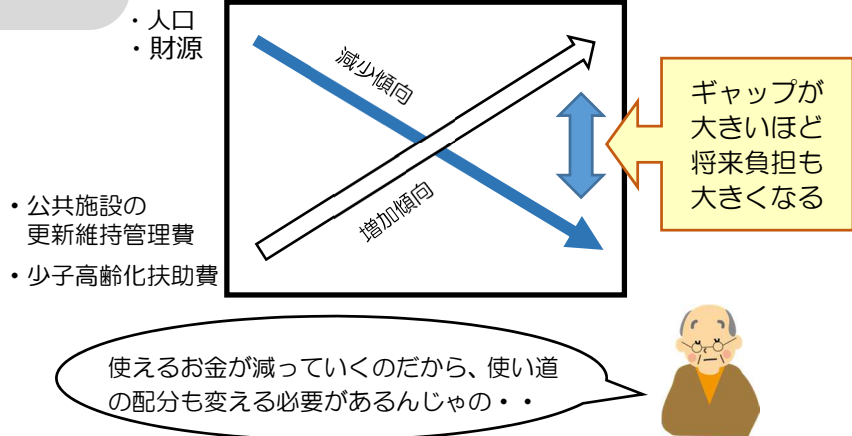 ・人口
・財源
減少傾向
増加傾向
ギャップが
大きいほど
将来負担も
大きくなる
・公共施設の
更新維持管理費
・少子高齢化扶助費
使えるお金が減っていくのだから、使い道
の配分も変える必要があるんじゃの・・